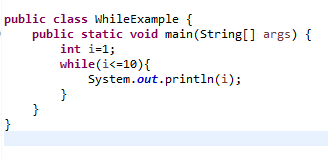 public class WhileExample {
    public static void main(String[] args) {
        int i=1;
        while(i<=10){
            System.out.println(i);
        }
    }
}